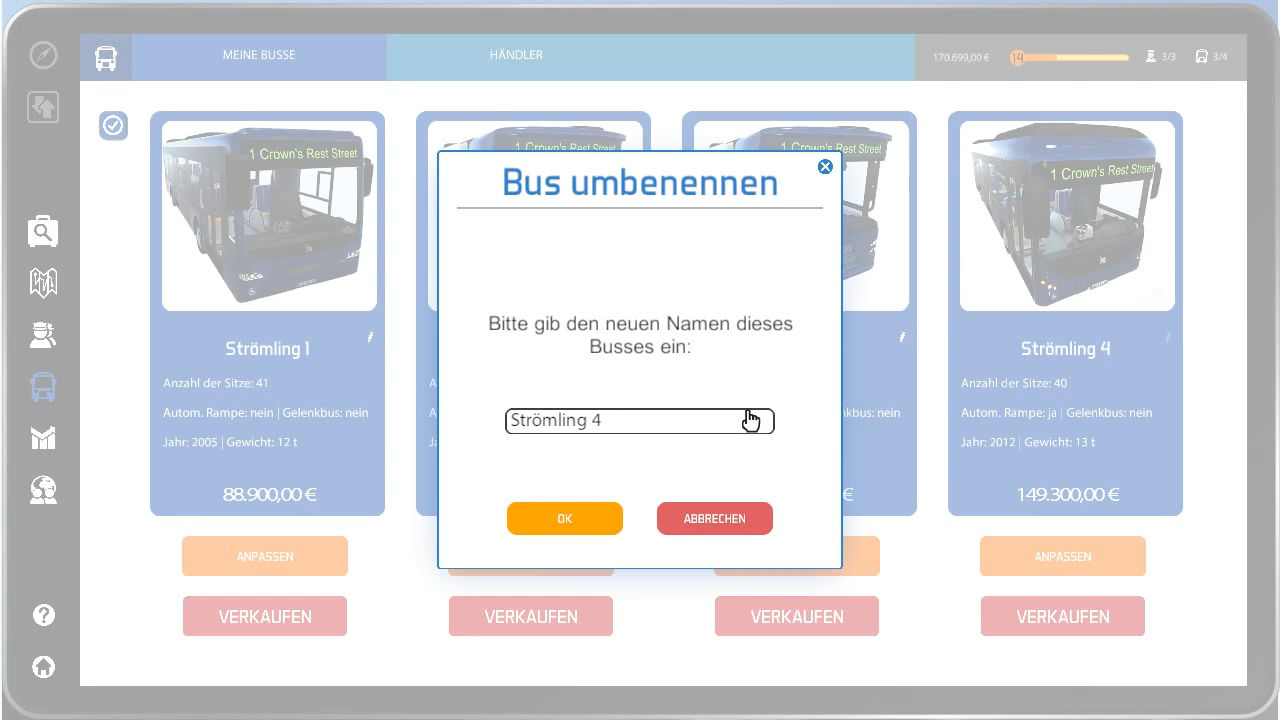 MEINE BUSSE
HÄNDLER
170.699,00 €
14
3/3
3/4
1 Crown's Rest Street
1 Crown's Rest Street
1 Crown's Rest Street
1 Crown's Rest Street
Bus umbenennen
Bitte gib den neuen Namen dieses
Busses ein:
Strömling 4
OK
ABBRECHEN
Strömling 1
Anzahl der Sitze: 41
Autom. Rampe: nein | Gelenkbus: nein
Jahr: 2005 | Gewicht: 12 t
88.900,00 €
nein
€
Strömling 4
Anzahl der Sitze: 40
Autom. Rampe: ja | Gelenkbus: nein
Jahr: 2012 | Gewicht: 13 t
149.300,00 €
ANPASSEN
ANPASSEN
VERKAUFEN
VERKAUFEN
VERKAUFEN
VERKAUFEN